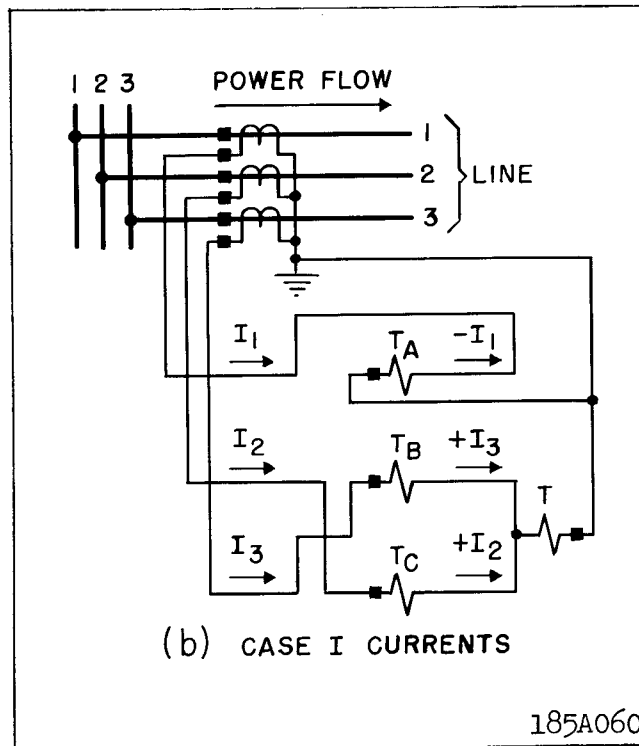 POWER FLOW
1 2 3
1
2
3
LINE
I1
TA
-I1
I2
TB
+I3
T
I3
TC
+I2
(b) CASE I CURRENTS
185A060